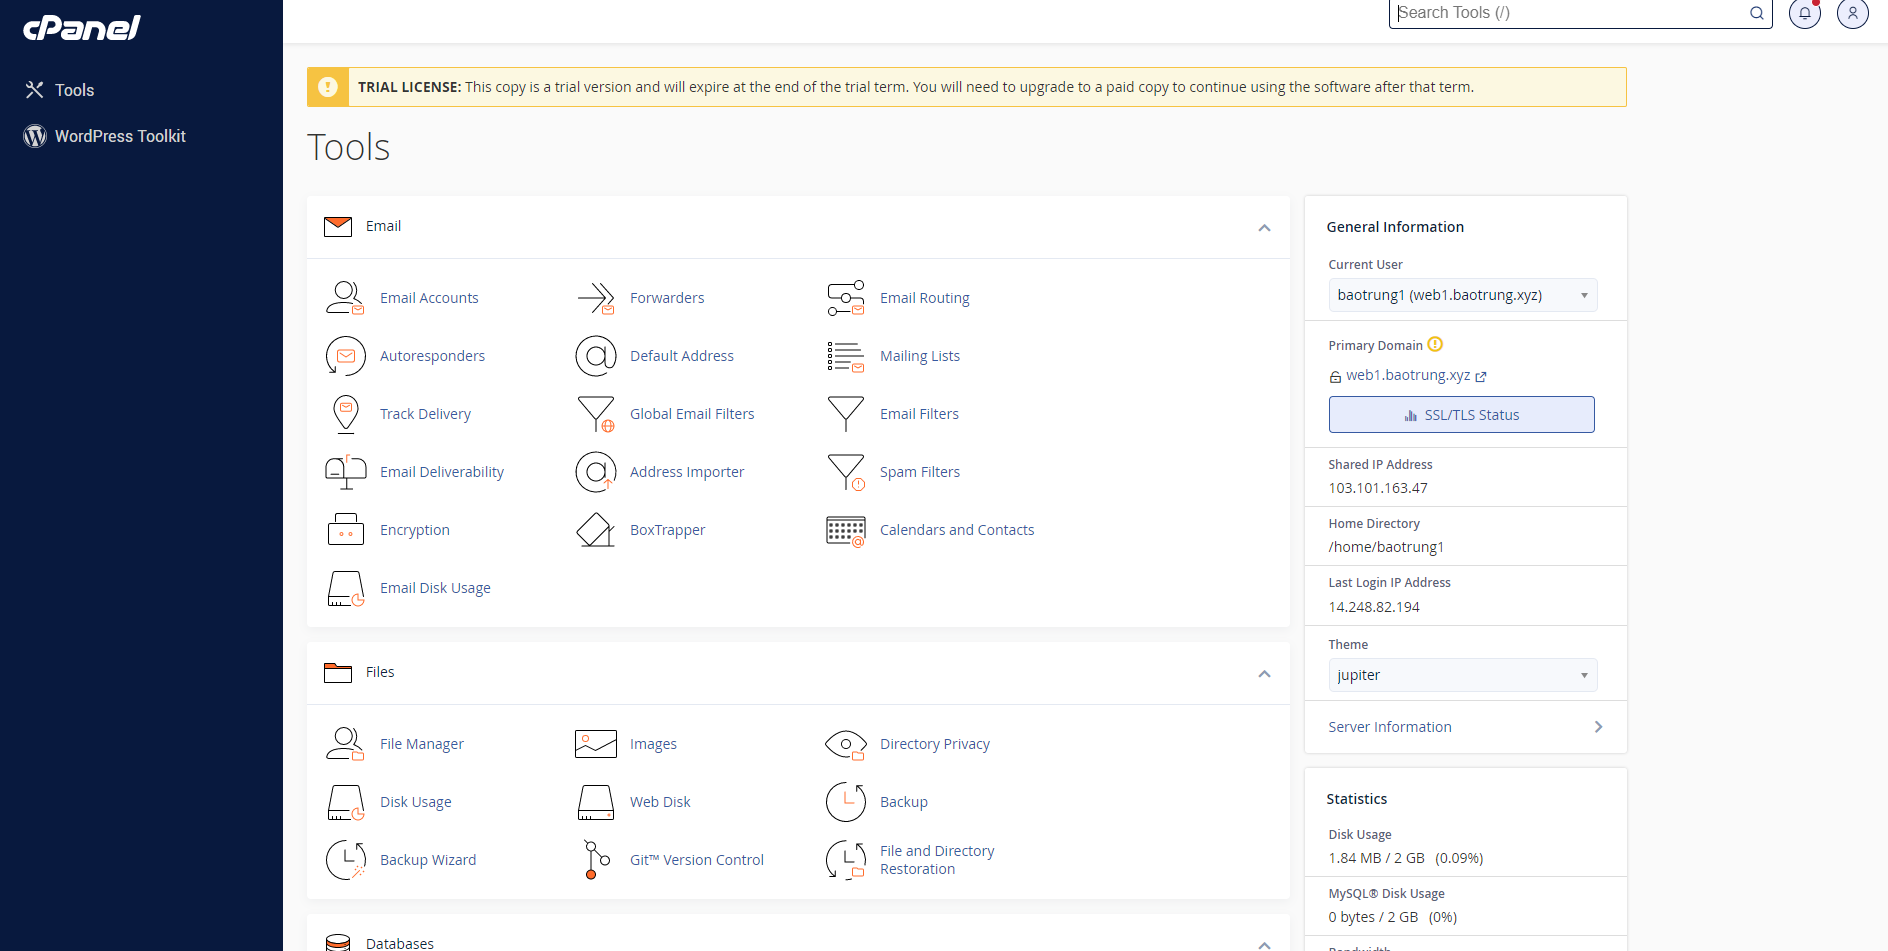 cPanel
Search Tools (/)
Tools
WordPress Toolkit
TRIAL LICENSE: This copy is a trial version and will expire at the end of the trial term. You will need to upgrade to a paid copy to continue using the software after that term.
Tools
Email
Email Accounts
Forwarders
Email Routing
Autoresponders
Default Address
Mailing Lists
Track Delivery
Global Email Filters
Email Filters
Email Deliverability
Address Importer
Spam Filters
Encryption
BoxTrapper
Calendars and Contacts
Email Disk Usage
Files
File Manager
Images
Directory Privacy
Disk Usage
Web Disk
Backup
Backup Wizard
Git™ Version Control
File and Directory
Restoration
Databases
General Information
Current User
baotrung1 (web1.baotrung.xyz)
Primary Domain
web1.baotrung.xyz
SSL/TLS Status
Shared IP Address
103.101.163.47
Home Directory
/home/baotrung1
Last Login IP Address
14.248.82.194
Theme
jupiter
Server Information
Statistics
Disk Usage
1.84 MB / 2 GB (0.09%)
MySQL® Disk Usage
0 bytes / 2 GB (0%)
Bandwidth